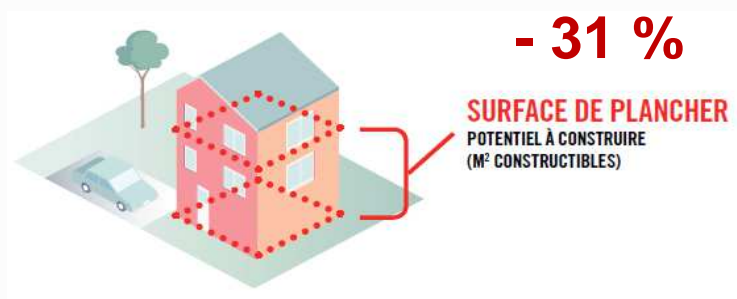 - 31 %
SURFACE DE PLANCHER
POTENTIEL À CONSTRUIRE
(M² CONSTRUCTIBLES)